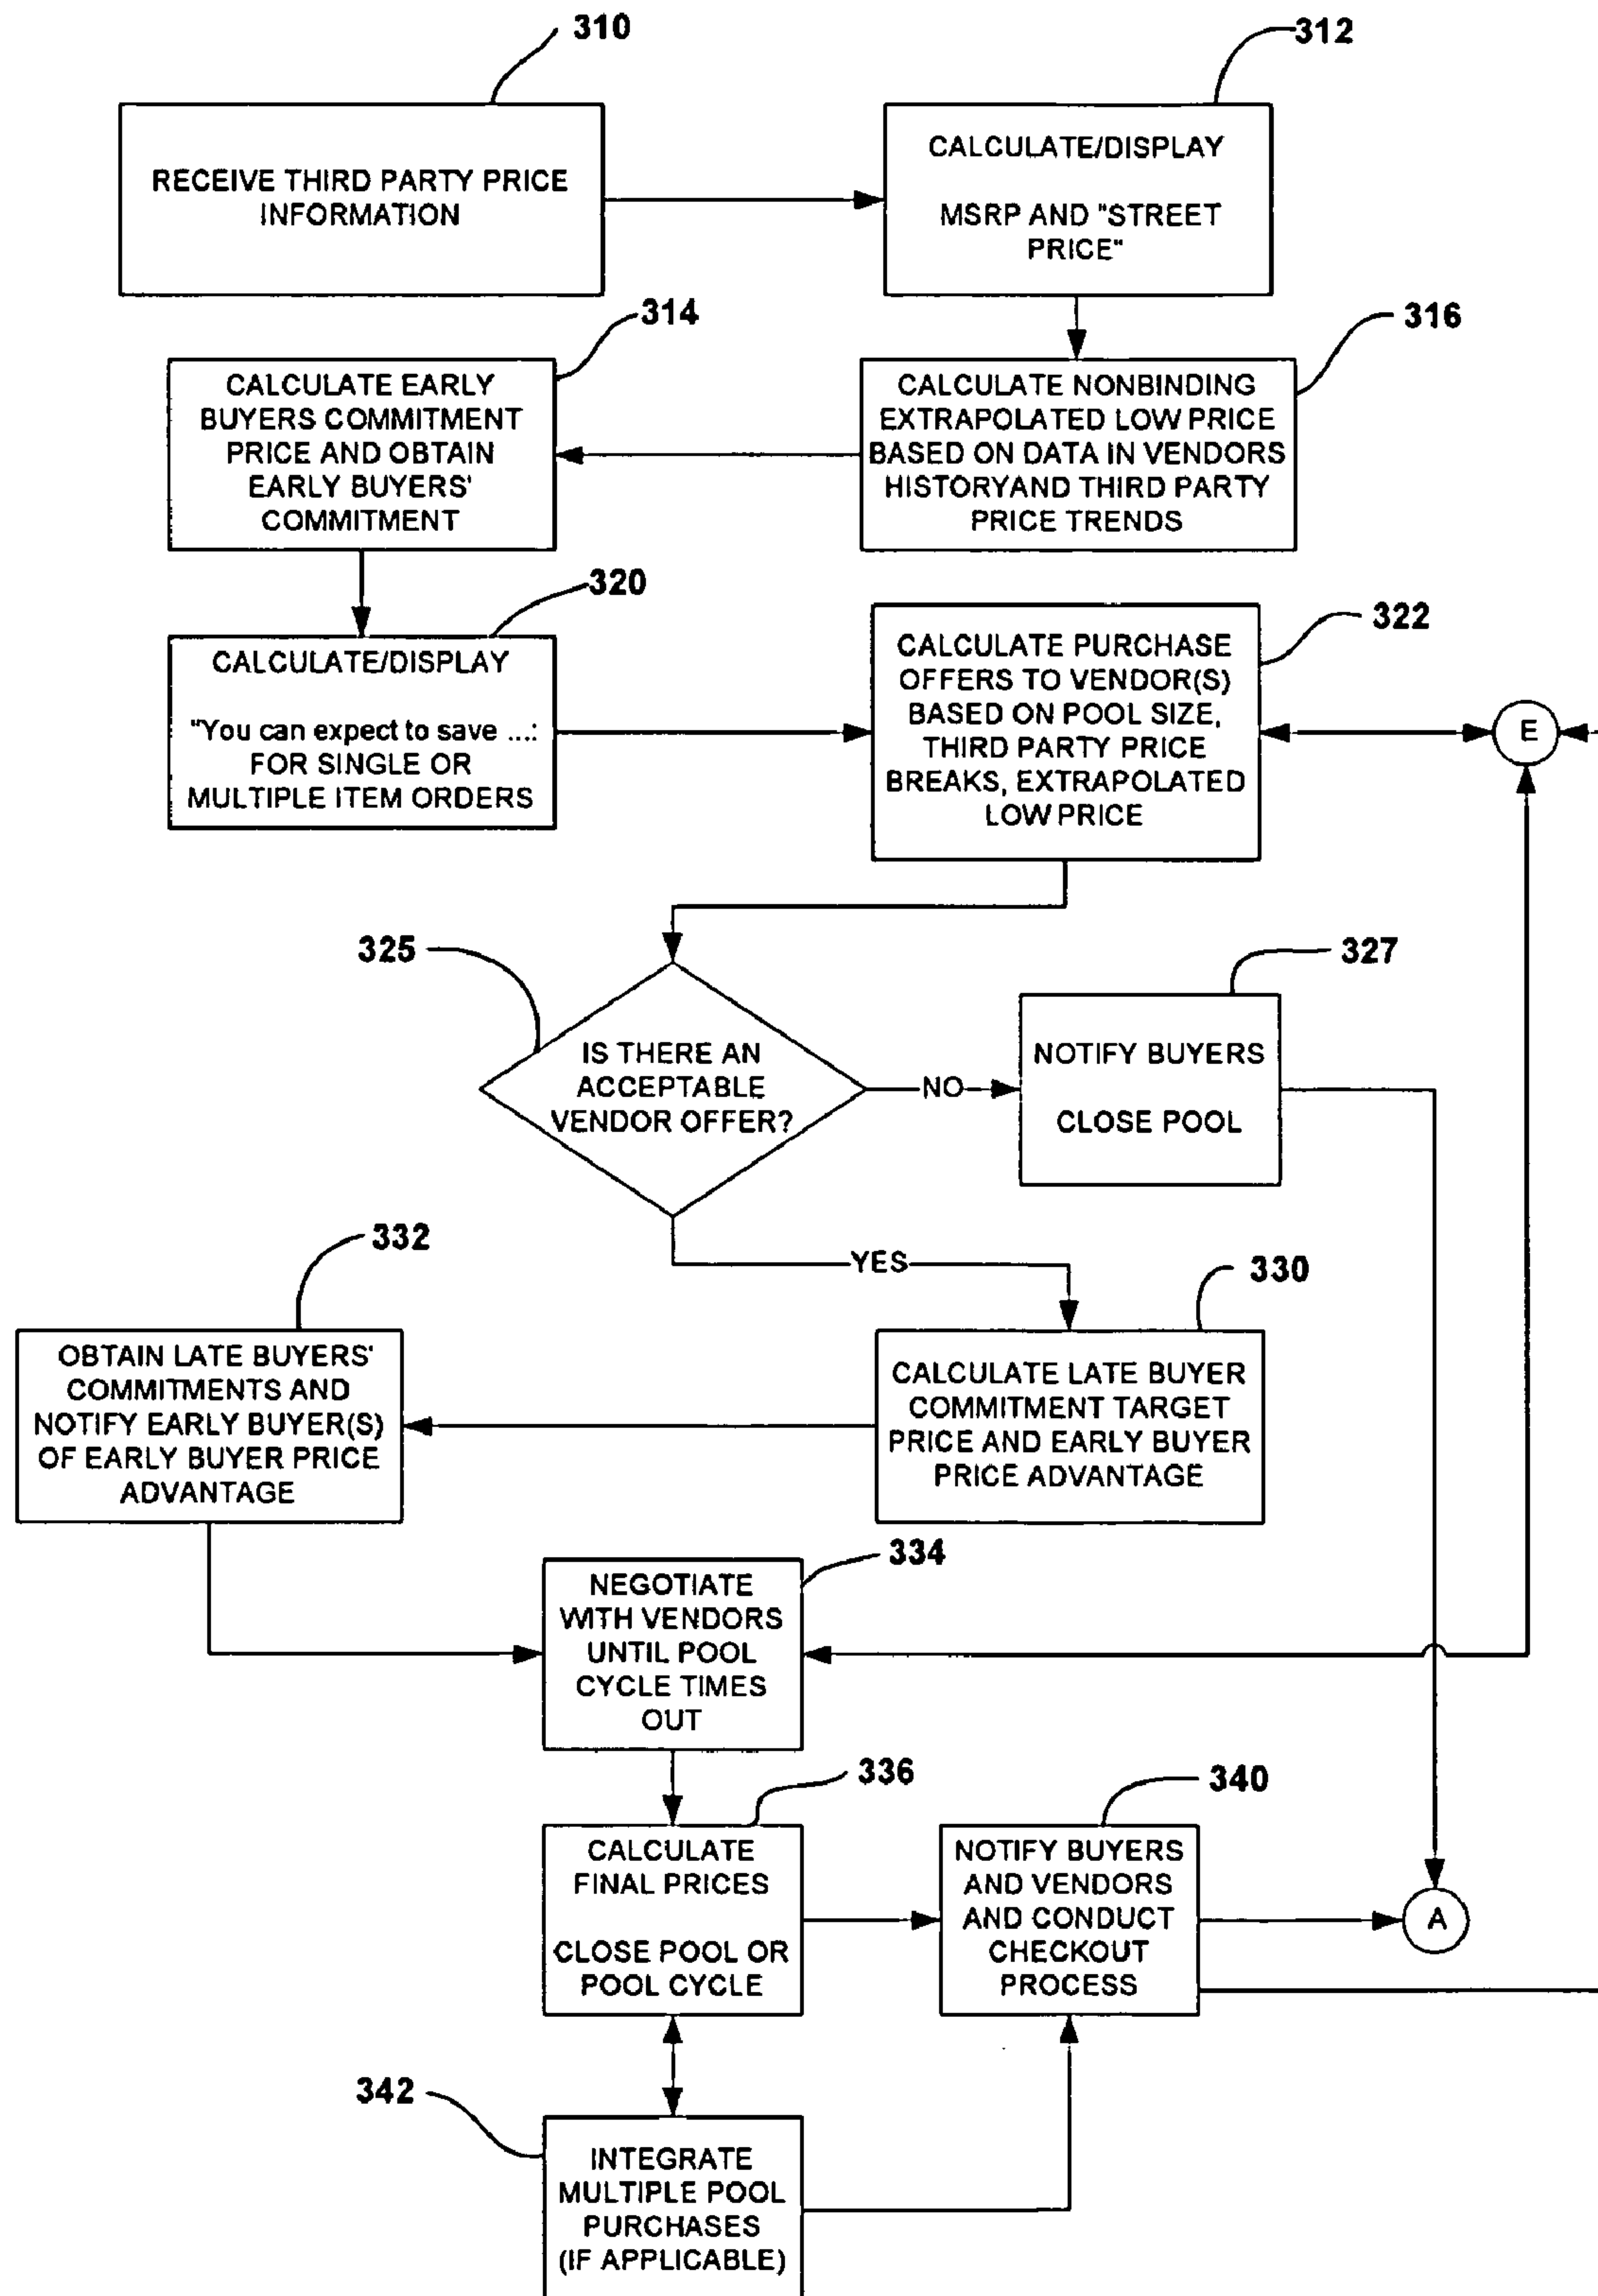 310
312
RECEIVE THIRD PARTY PRICE
INFORMATION
CALCULATE/DISPLAY
MSRP AND "STREET
PRICE"
314
316
CALCULATE EARLY
BUYERS COMMITMENT
PRICE AND OBTAIN
EARLY BUYERS'
COMMITMENT
CALCULATE NONBINDING
EXTRAPOLATED LOW PRICE
BASED ON DATA IN VENDORS
HISTORYAND THIRD PARTY
PRICE TRENDS
320
322
CALCULATE/DISPLAY
"You can expect to save ...:
FOR SINGLE OR
MULTIPLE ITEM ORDERS
CALCULATE PURCHASE
OFFERS TO VENDOR(S)
BASED ON POOL SIZE,
THIRD PARTY PRICE
BREAKS, EXTRAPOLATED
LOW PRICE
E
325
327
IS THERE AN
ACCEPTABLE
VENDOR OFFER?
NO
NOTIFY BUYERS
CLOSE POOL
YES
332
330
OBTAIN LATE BUYERS'
COMMITMENTS AND
NOTIFY EARLY BUYER(S)
OF EARLY BUYER PRICE
ADVANTAGE
CALCULATE LATE BUYER
COMMITMENT TARGET
PRICE AND EARLY BUYER
PRICE ADVANTAGE
334
NEGOTIATE
WITH VENDORS
UNTIL POOL
CYCLE TIMES
OUT
336
340
CALCULATE
FINAL PRICES
CLOSE POOL OR
POOL CYCLE
NOTIFY BUYERS
AND VENDORS
AND CONDUCT
CHECKOUT
PROCESS
A
342
INTEGRATE
MULTIPLE POOL
PURCHASES
(IF APPLICABLE)